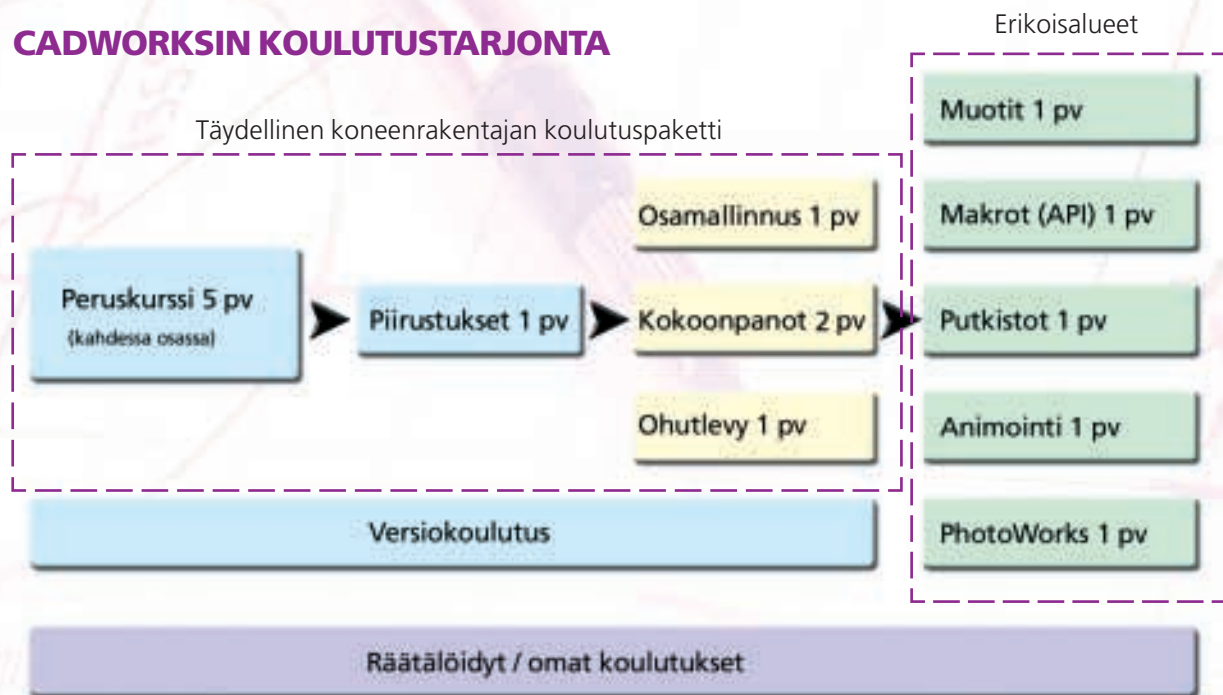 CADWORKSIN KOULUTUSTARJONTA
Täydellinen koneenrakentajan koulutuspaketti
Peruskurssi 5 pv
(kahdessa osassa)
Piirustukset 1 pv
Osamallinnus 1 pv
Kokoonpanot 2 pv
Ohutlevy 1 pv
Erikoisalueet
Muotit 1 pv
Makrot (API) 1 pv
Putkistot 1 pv
Animointi 1 pv
PhotoWorks 1 pv
Versiokoulutus
Räätälöidyt / omat koulutukset